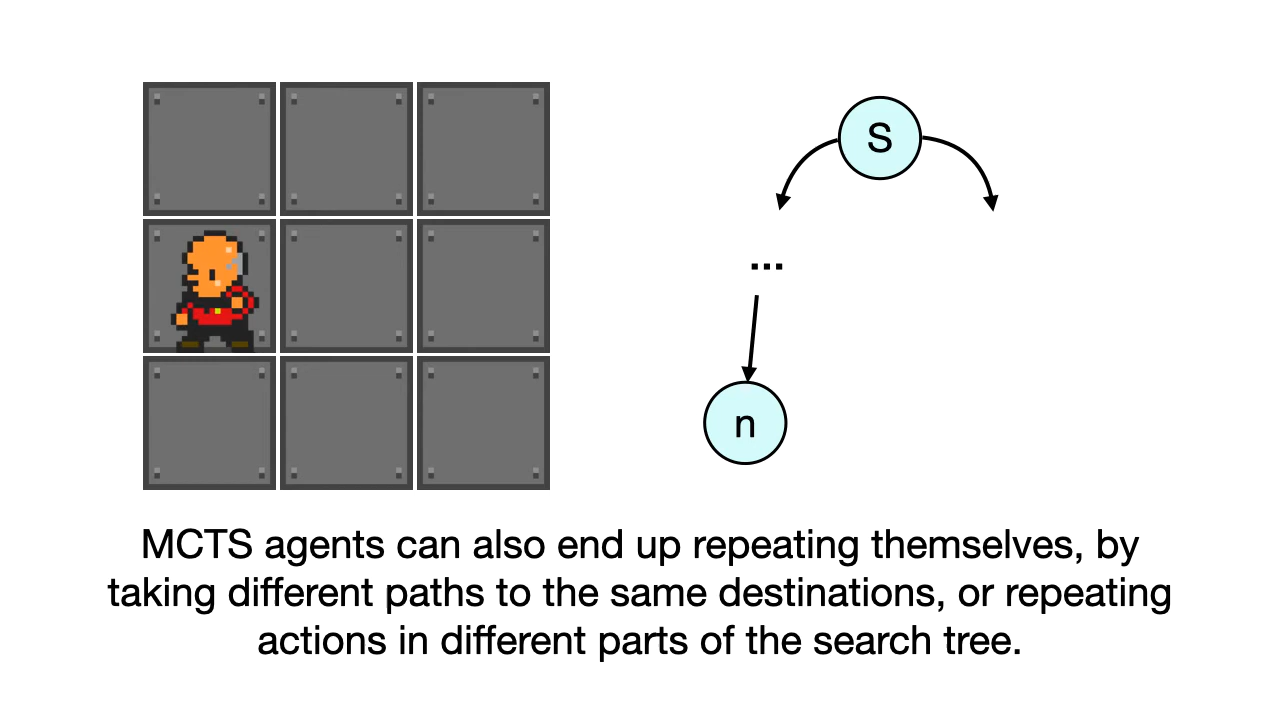 S
...
n
MCTS agents can also end up repeating themselves, by
taking different paths to the same destinations, or repeating
actions in different parts of the search tree.